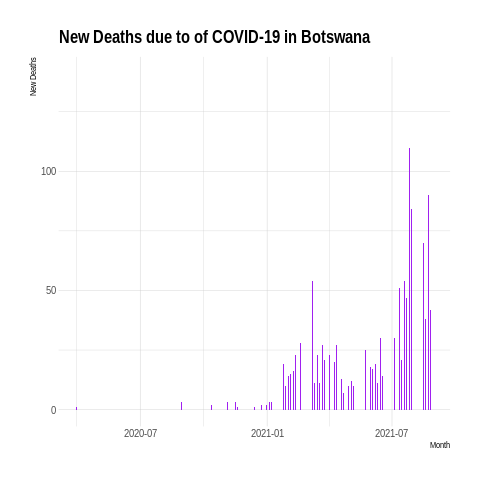 New Deaths due to of COVID-19 in Botswana
New Deaths
100
50
0
2020-07
2021-01
2021-07
Month